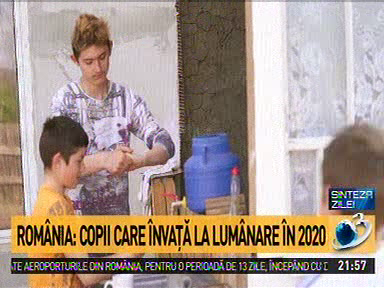 SINTEZA
ZILEI
3
ROMÂNIA: COPII CARE ÎNVAȚĂ LA LUMÂNARE ÎN 2020
ATE AEROPORTURILE DIN ROMÂNIA, PENTRU O PERIOADĂ DE 13 ZILE, ÎNCEPÂND CU D
21:57